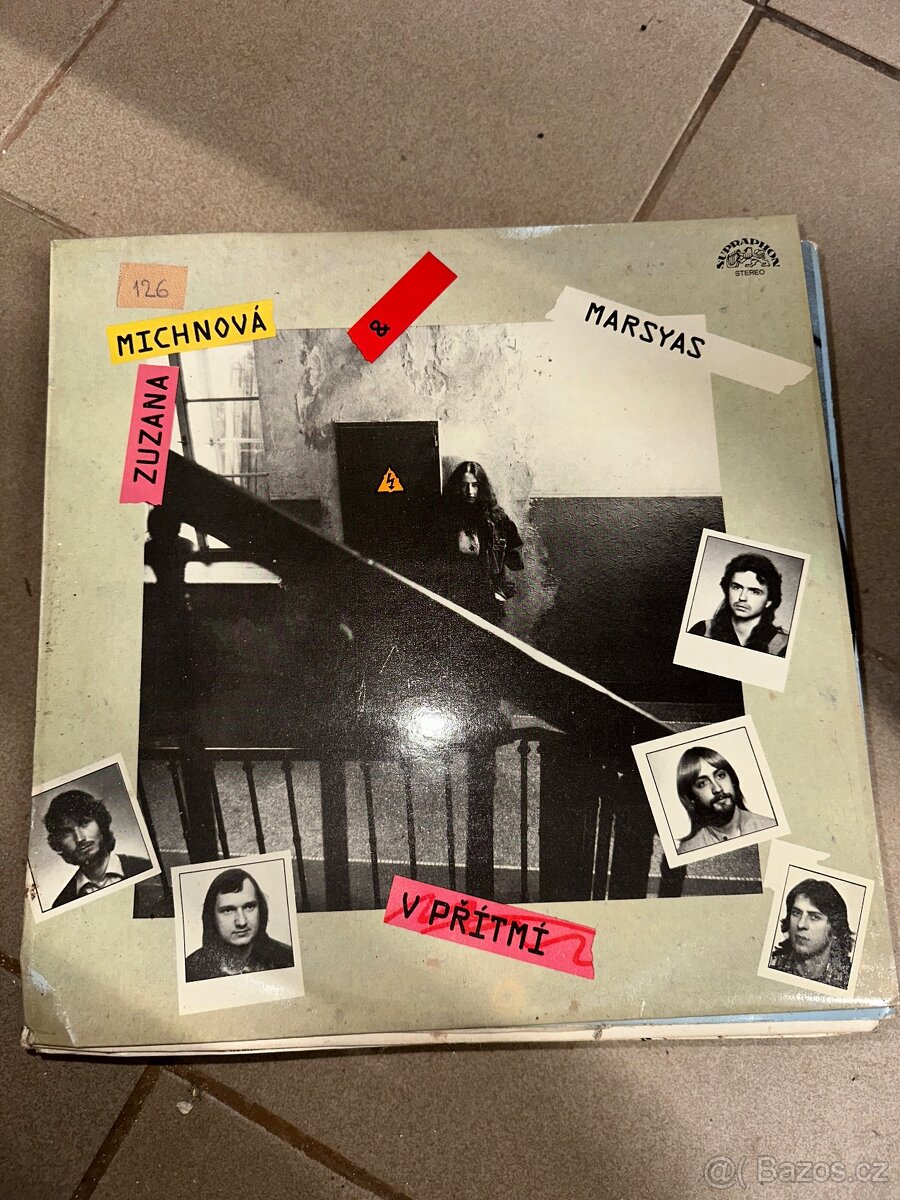 SUPRAPHON
STEREO
126
MICHNOVÁ
&
MARSYAS
ZUZANA
V PŘÍTMÍ
@( Bazos.cz